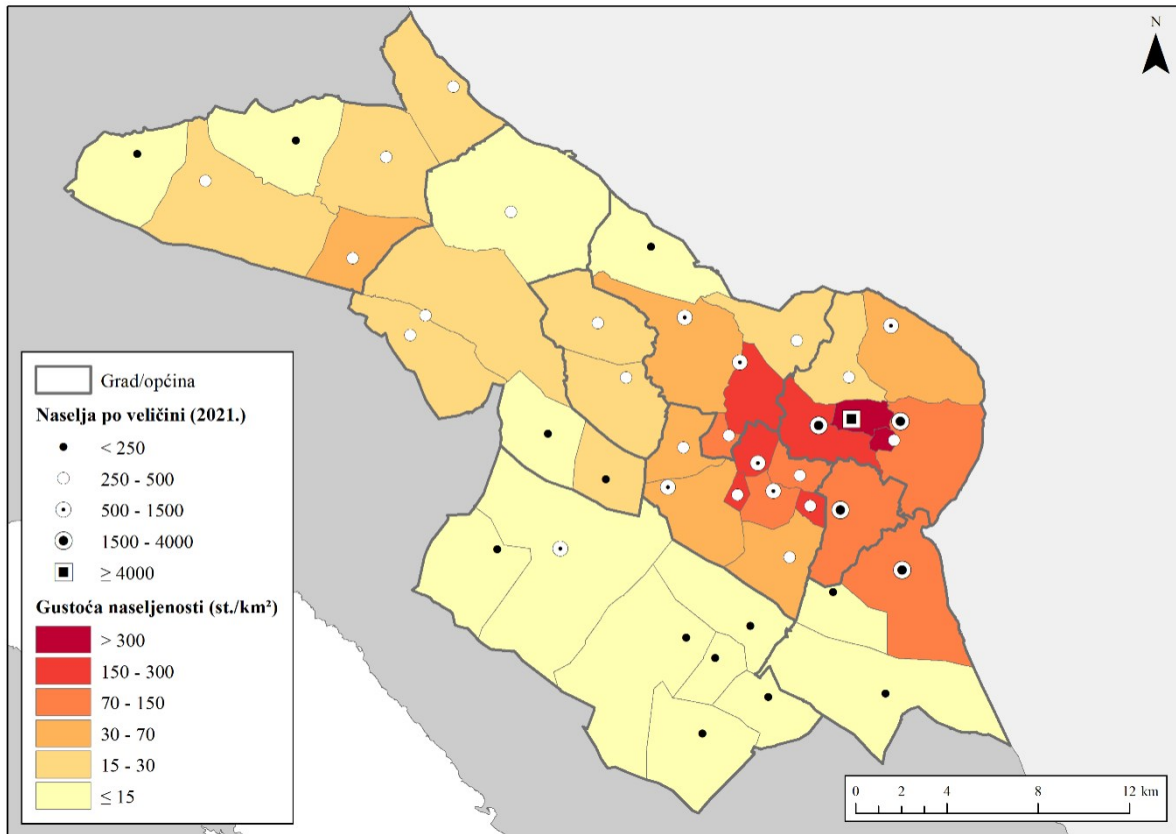 N
Grad/općina
Naselja po veličini (2021.)
< 250
250 - 500
500 - 1500
1500 - 4000
≥ 4000
Gustoća naseljenosti (st./km²)
> 300
150 - 300
70 - 150
30 - 70
15 - 30
≤ 15
0 2 4 8 12 km